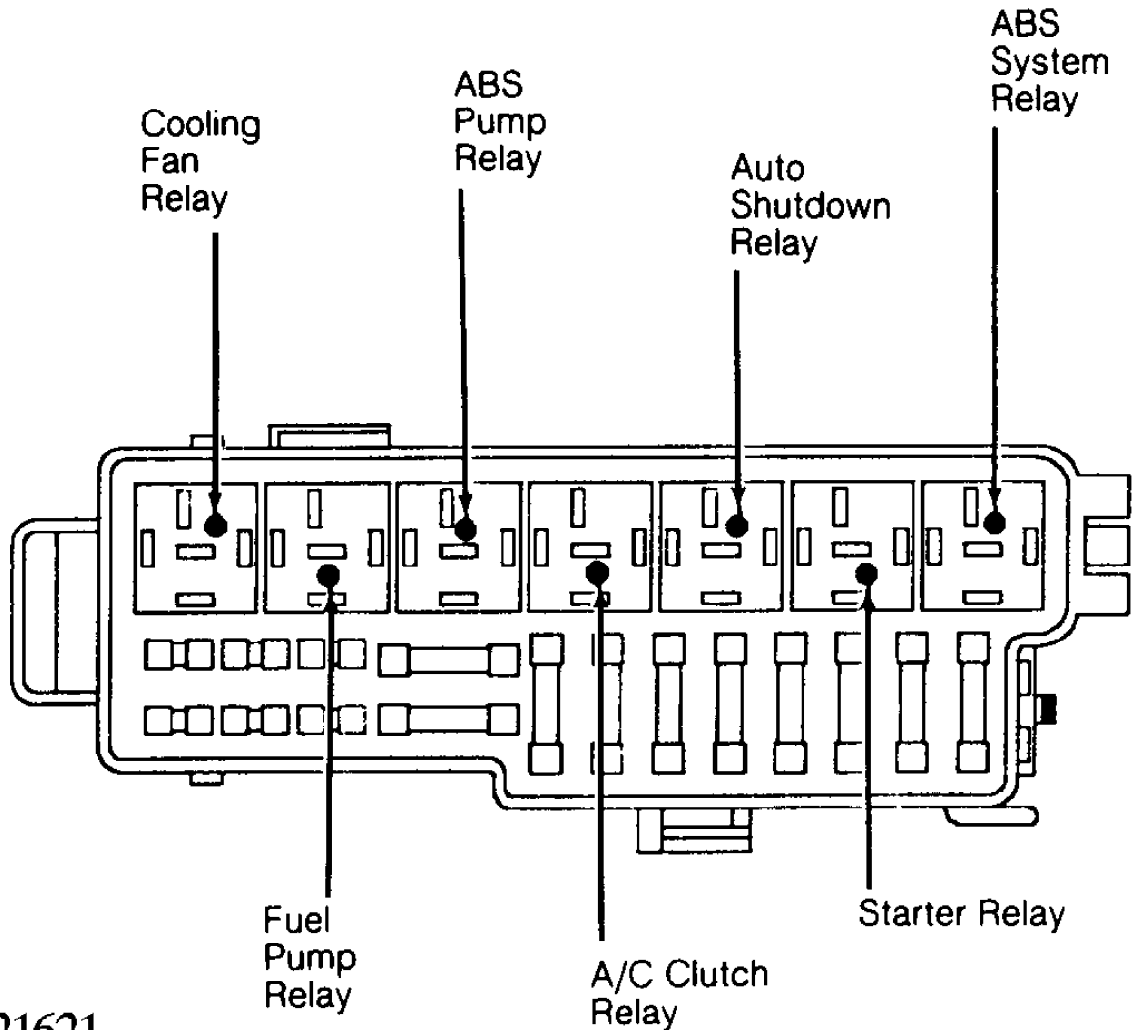 ABS
System
Relay
ABS
Pump
Relay
Cooling
Fan
Relay
Auto
Shutdown
Relay
Fuel
Pump
Relay
A/C Clutch
Relay
Starter Relay
21621